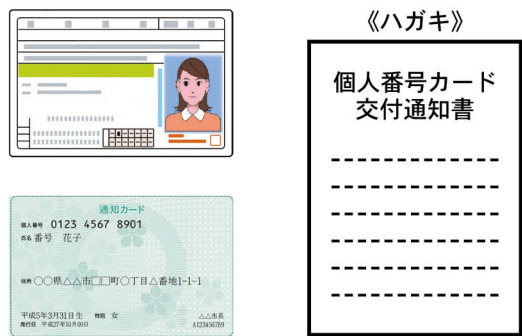 《ハガキ》
個人番号カード
交付通知書
通知カード
個人番号 0123 4567 8901
氏名 番号 花子
住所 ○○県△△市□□町○丁目△番地1-1-1
平成5年3月31日生 性別 女
発行日 平成27年10月00日
△△市長
A123456789